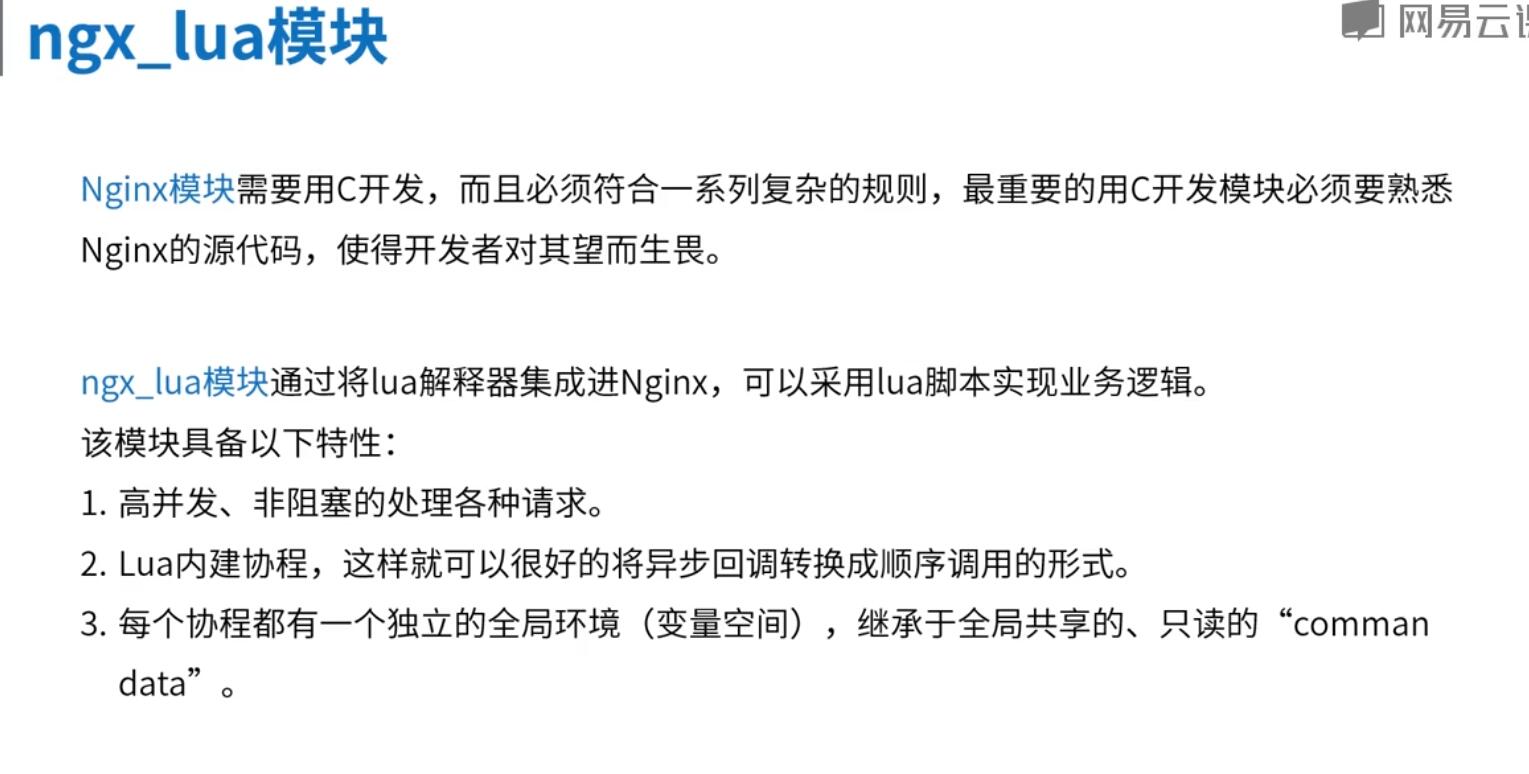 ngx_lua模块
网易云
Nginx模块需要用C开发，而且必须符合一系列复杂的规则，最重要的用C开发模块必须要熟悉
Nginx的源代码，使得开发者对其望而生畏。
ngx_lua模块通过将lua解释器集成进Nginx，可以采用lua脚本实现业务逻辑。
该模块具备以下特性：
1. 高并发、非阻塞的处理各种请求。
2. Lua内建协程，这样就可以很好的将异步回调转换成顺序调用的形式。
3. 每个协程都有一个独立的全局环境（变量空间），继承于全局共享的、只读的“comman
data”。